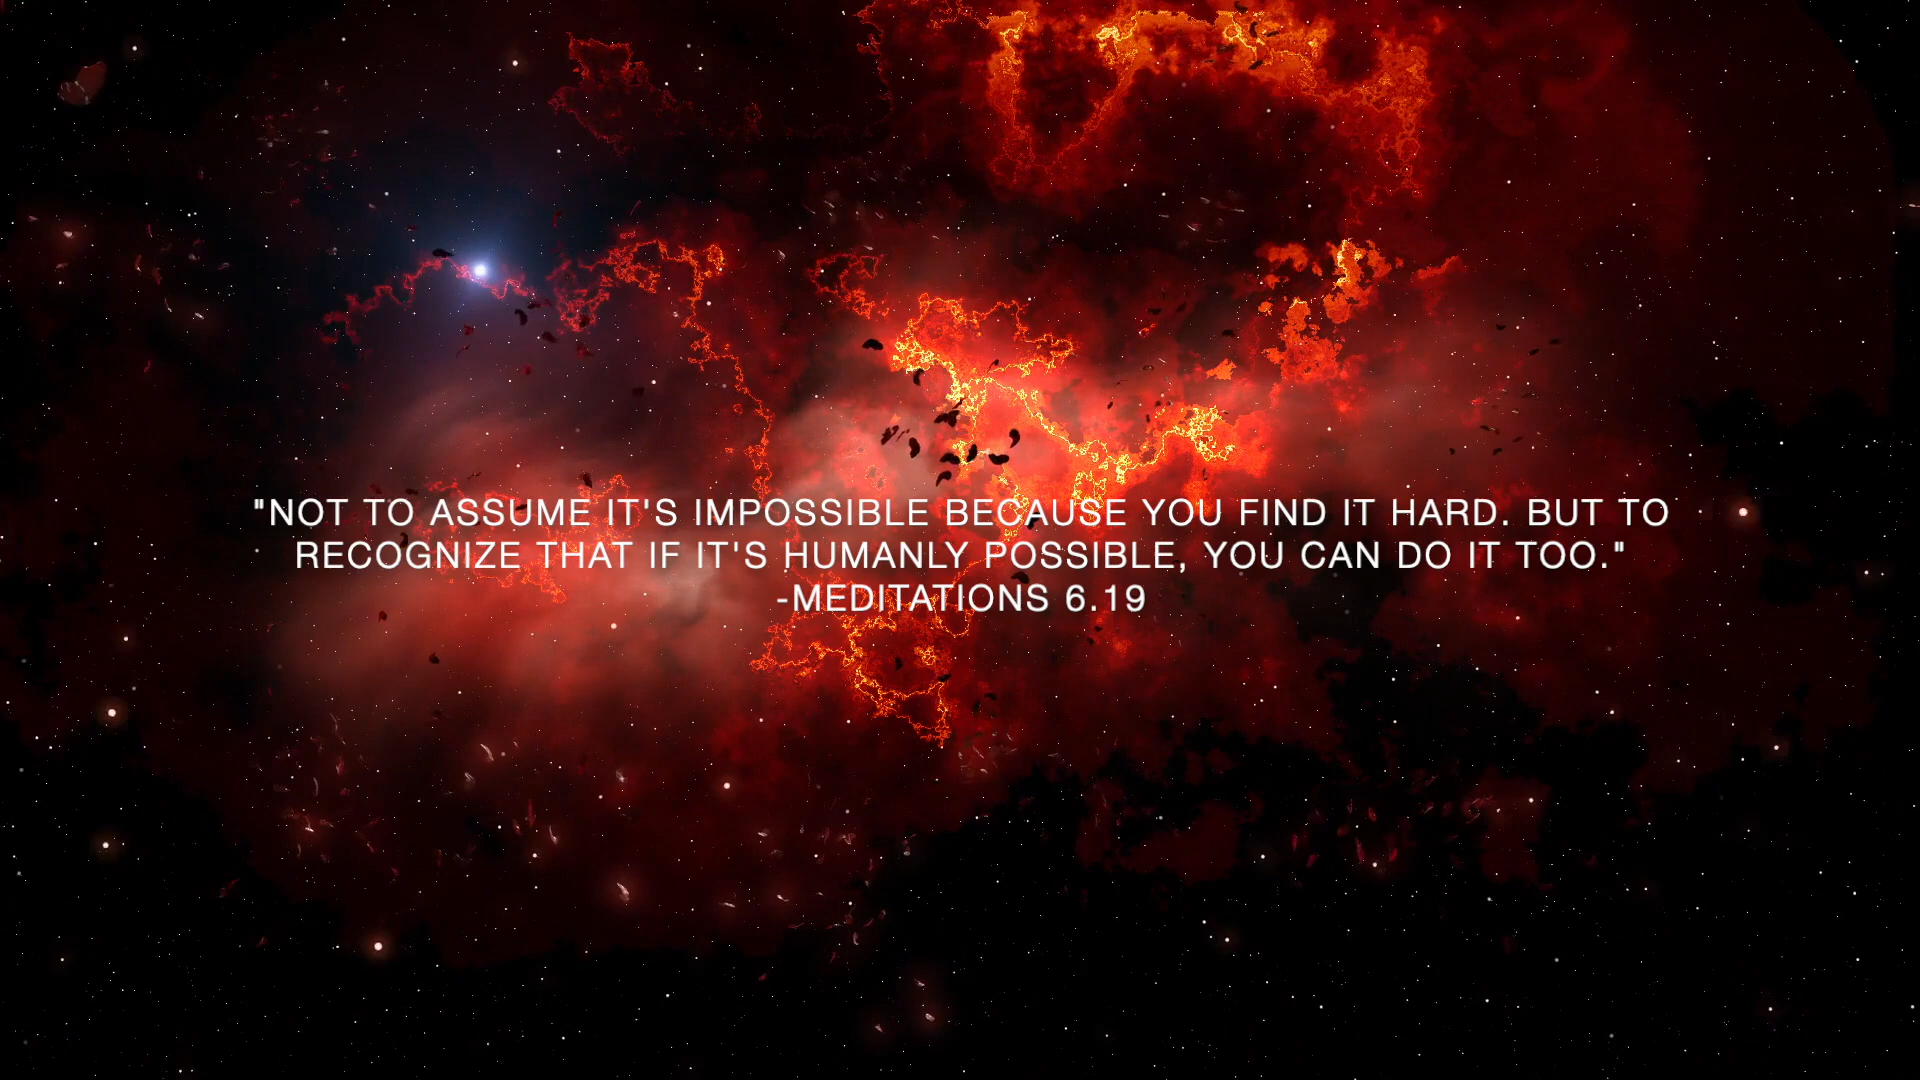 "NOT TO ASSUME IT'S IMPOSSIBLE BECAUSE YOU FIND IT HARD. BUT TO
RECOGNIZE THAT IF IT'S HUMANLY POSSIBLE, YOU CAN DO IT TOO."
-MEDITATIONS 6.19